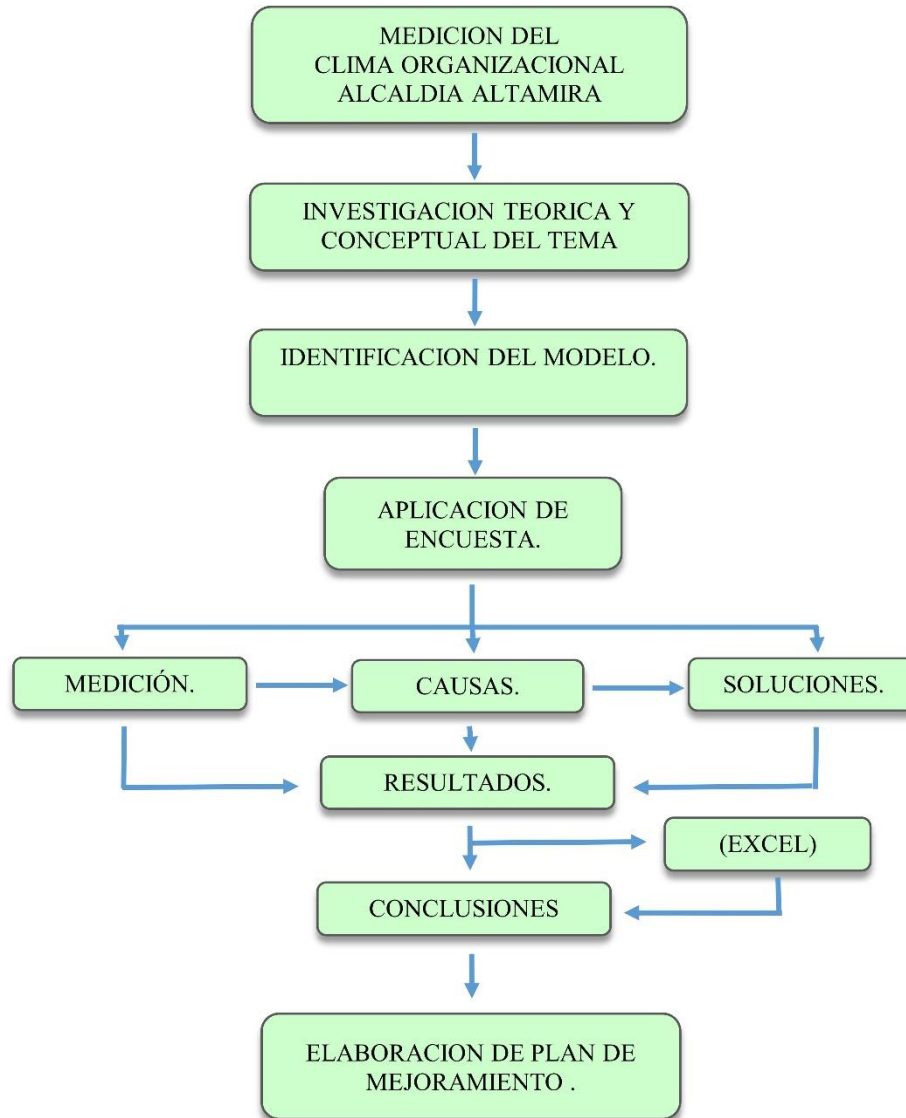 MEDICION DEL
CLIMA ORGANIZACIONAL
ALCALDIA ALTAMIRA
INVESTIGACION TEORICA Y
CONCEPTUAL DEL TEMA
IDENTIFICACION DEL MODELO.
APLICACION DE
ENCUESTA.
MEDICIÓN.
CAUSAS.
SOLUCIONES.
RESULTADOS.
(EXCEL)
CONCLUSIONES
ELABORACION DE PLAN DE
MEJORAMIENTO .